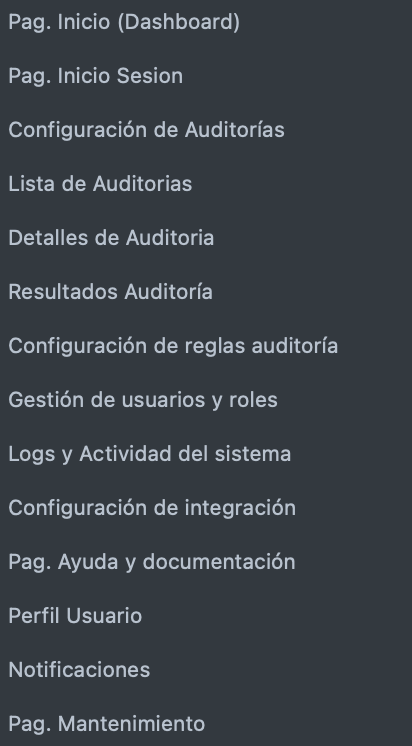 Pag. Inicio (Dashboard)
Pag. Inicio Sesion
Configuración de Auditorías
Lista de Auditorias
Detalles de Auditoria
Resultados Auditoría
Configuración de reglas auditoría
Gestión de usuarios y roles
Logs y Actividad del sistema
Configuración de integración
Pag. Ayuda y documentación
Perfil Usuario
Notificaciones
Pag. Mantenimiento